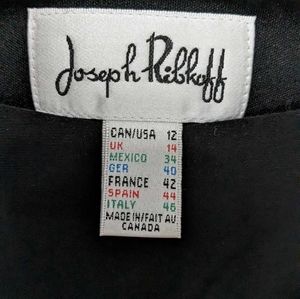 Joseph Ribkoff
CAN/USA 12
UK 14
MEXICO 34
GER 40
FRANCE 42
SPAIN 44
ITALY 46
MADE IN/FAIT AU
CANADA